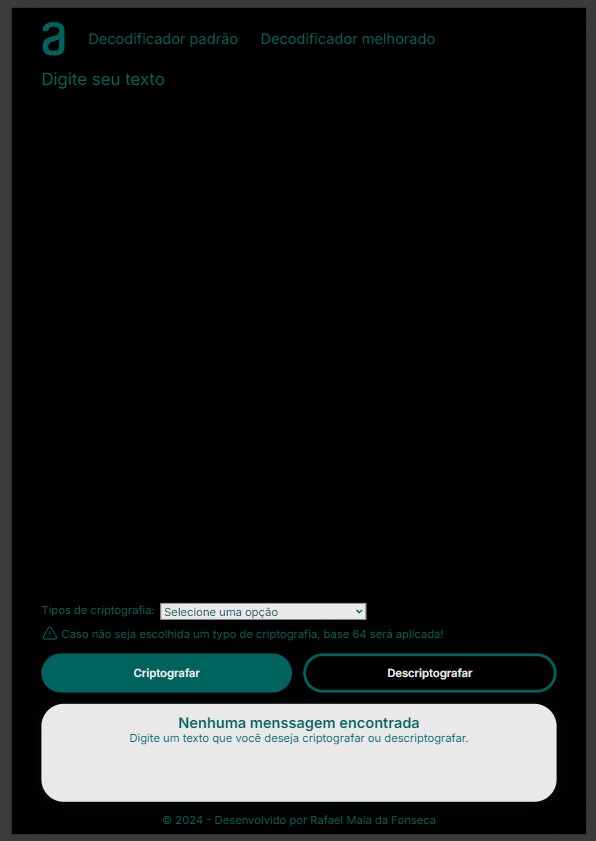 a
Decodificador padrão Decodificador melhorado
Digite seu texto
Tipos de criptografia: Selecione uma opção
Caso não seja escolhida um typo de criptografia, base 64 será aplicada!
Criptografar Descriptografar
Nenhuma menssagem encontrada
Digite um texto que você deseja criptografar ou descriptografar.
© 2024 - Desenvolvido por Rafael Maia da Fonseca